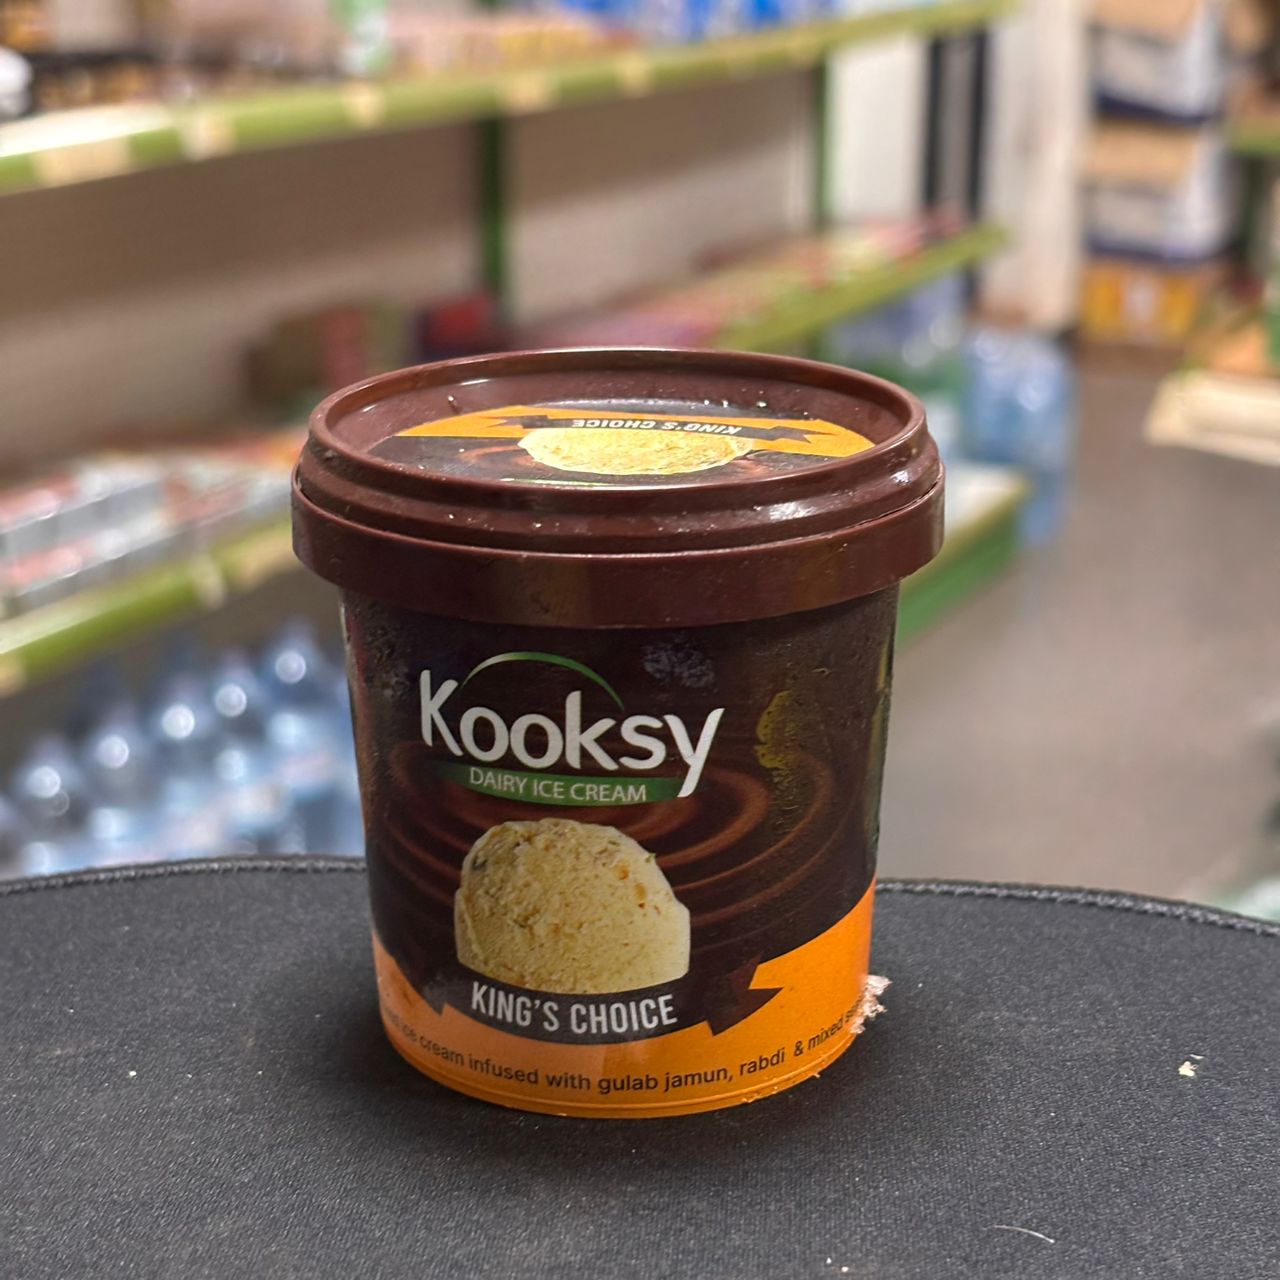 KING'S CHOICE
Kooksy
DAIRY ICE CREAM
KING'S CHOICE
ice cream infused with gulab jamun, rabdi & mixed